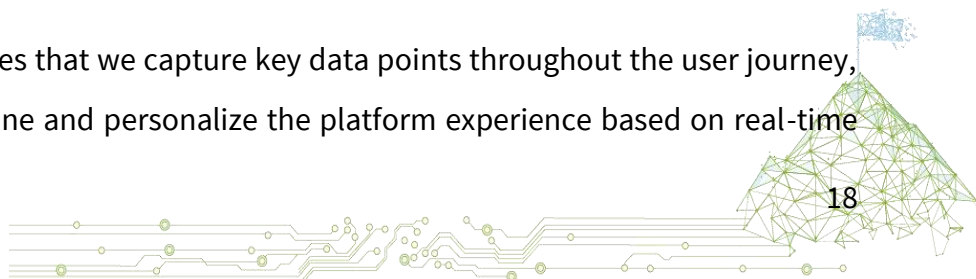 es that we capture key data points throughout the user journey,
ne and personalize the platform experience based on real-time
18